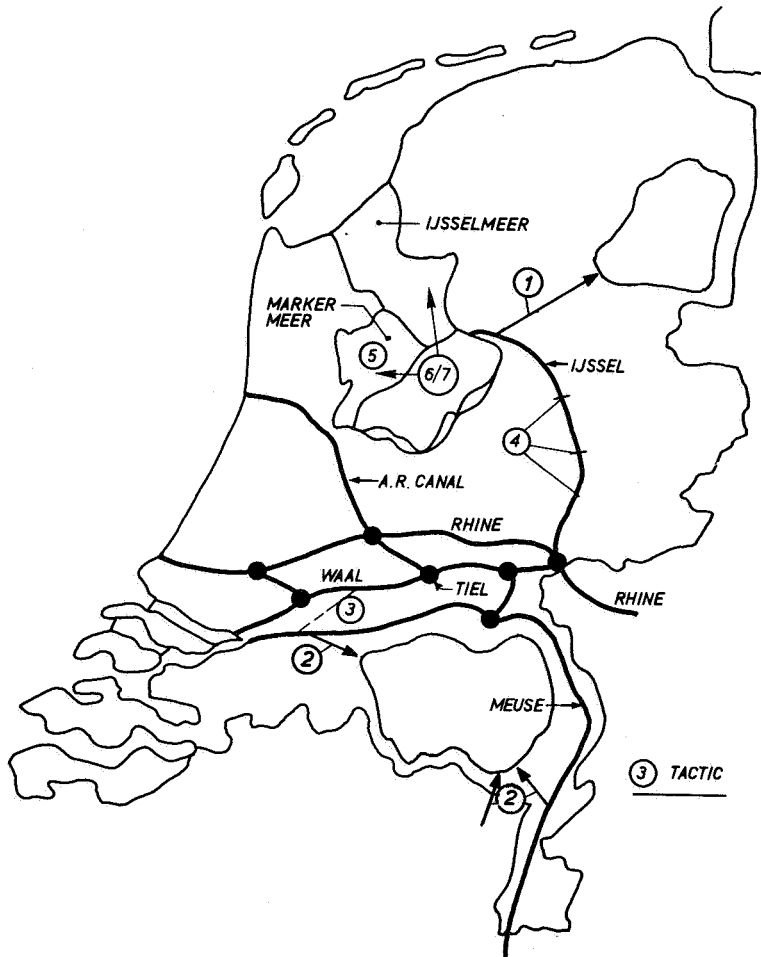 IJSSELMEER
1
MARKER
MEER
5
6/7
IJSSEL
4
A.R. CANAL
RHINE
WAAL
TIEL
3
RHINE
2
MEUSE
3 TACTIC
2